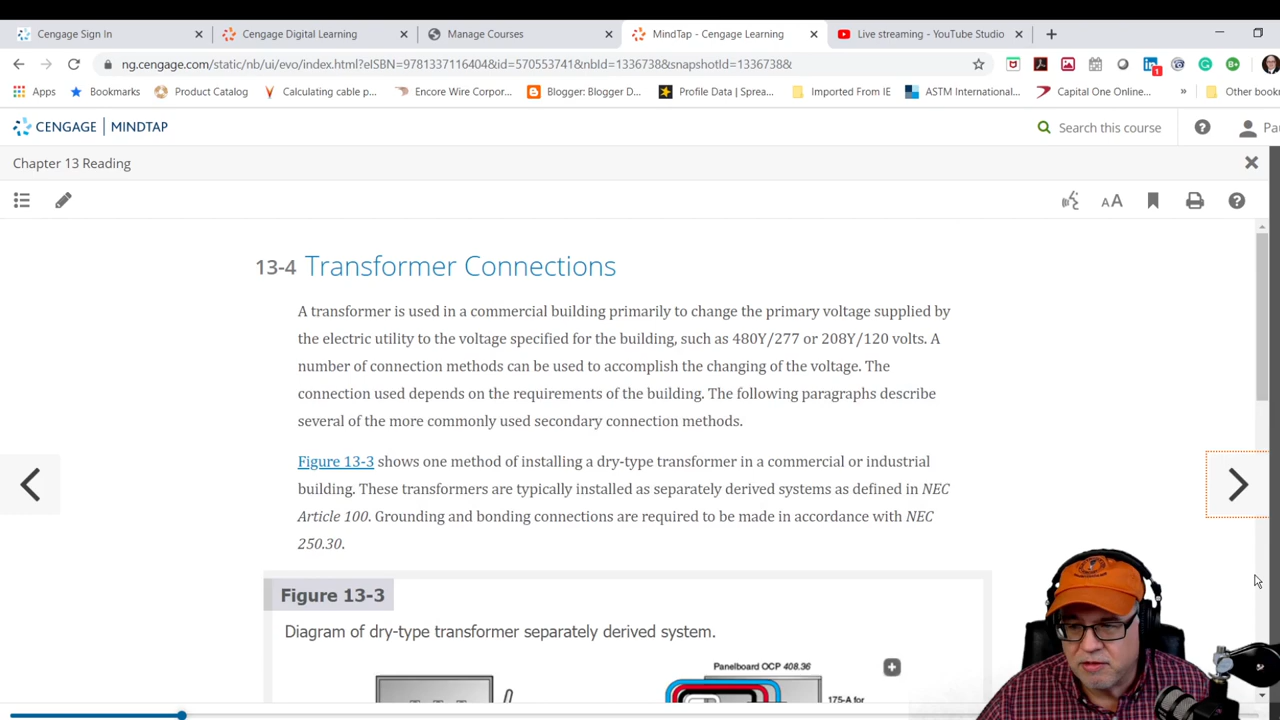 Cengage Sign In
Cengage Digital Learning
Manage Courses
MindTap - Cengage Learning
Live streaming - YouTube Studio
ng.cengage.com/static/nb/ui/evo/index.html?eISBN=9781337116404&id=570553741&nbId=1336738&snapshotId=1336738&
1
Apps
Bookmarks
Product Catalog
Calculating cable p...
Encore Wire Corpor...
Blogger: Blogger D...
Profile Data | Sprea...
Imported From IE
ASTM International...
Capital One Online...
»
Other book
CENGAGE | MINDTAP
Search this course
Pau
Chapter 13 Reading
AA
13-4 Transformer Connections
A transformer is used in a commercial building primarily to change the primary voltage supplied by
the electric utility to the voltage specified for the building, such as 480Y/277 or 208Y/120 volts. A
number of connection methods can be used to accomplish the changing of the voltage. The
connection used depends on the requirements of the building. The following paragraphs describe
several of the more commonly used secondary connection methods.
Figure 13-3 shows one method of installing a dry-type transformer in a commercial or industrial
building. These transformers are typically installed as separately derived systems as defined in NEC
Article 100. Grounding and bonding connections are required to be made in accordance with NEC
250.30.
Figure 13-3
Diagram of dry-type transformer separately derived system.
Panelboard OCP 408.36
175-A for